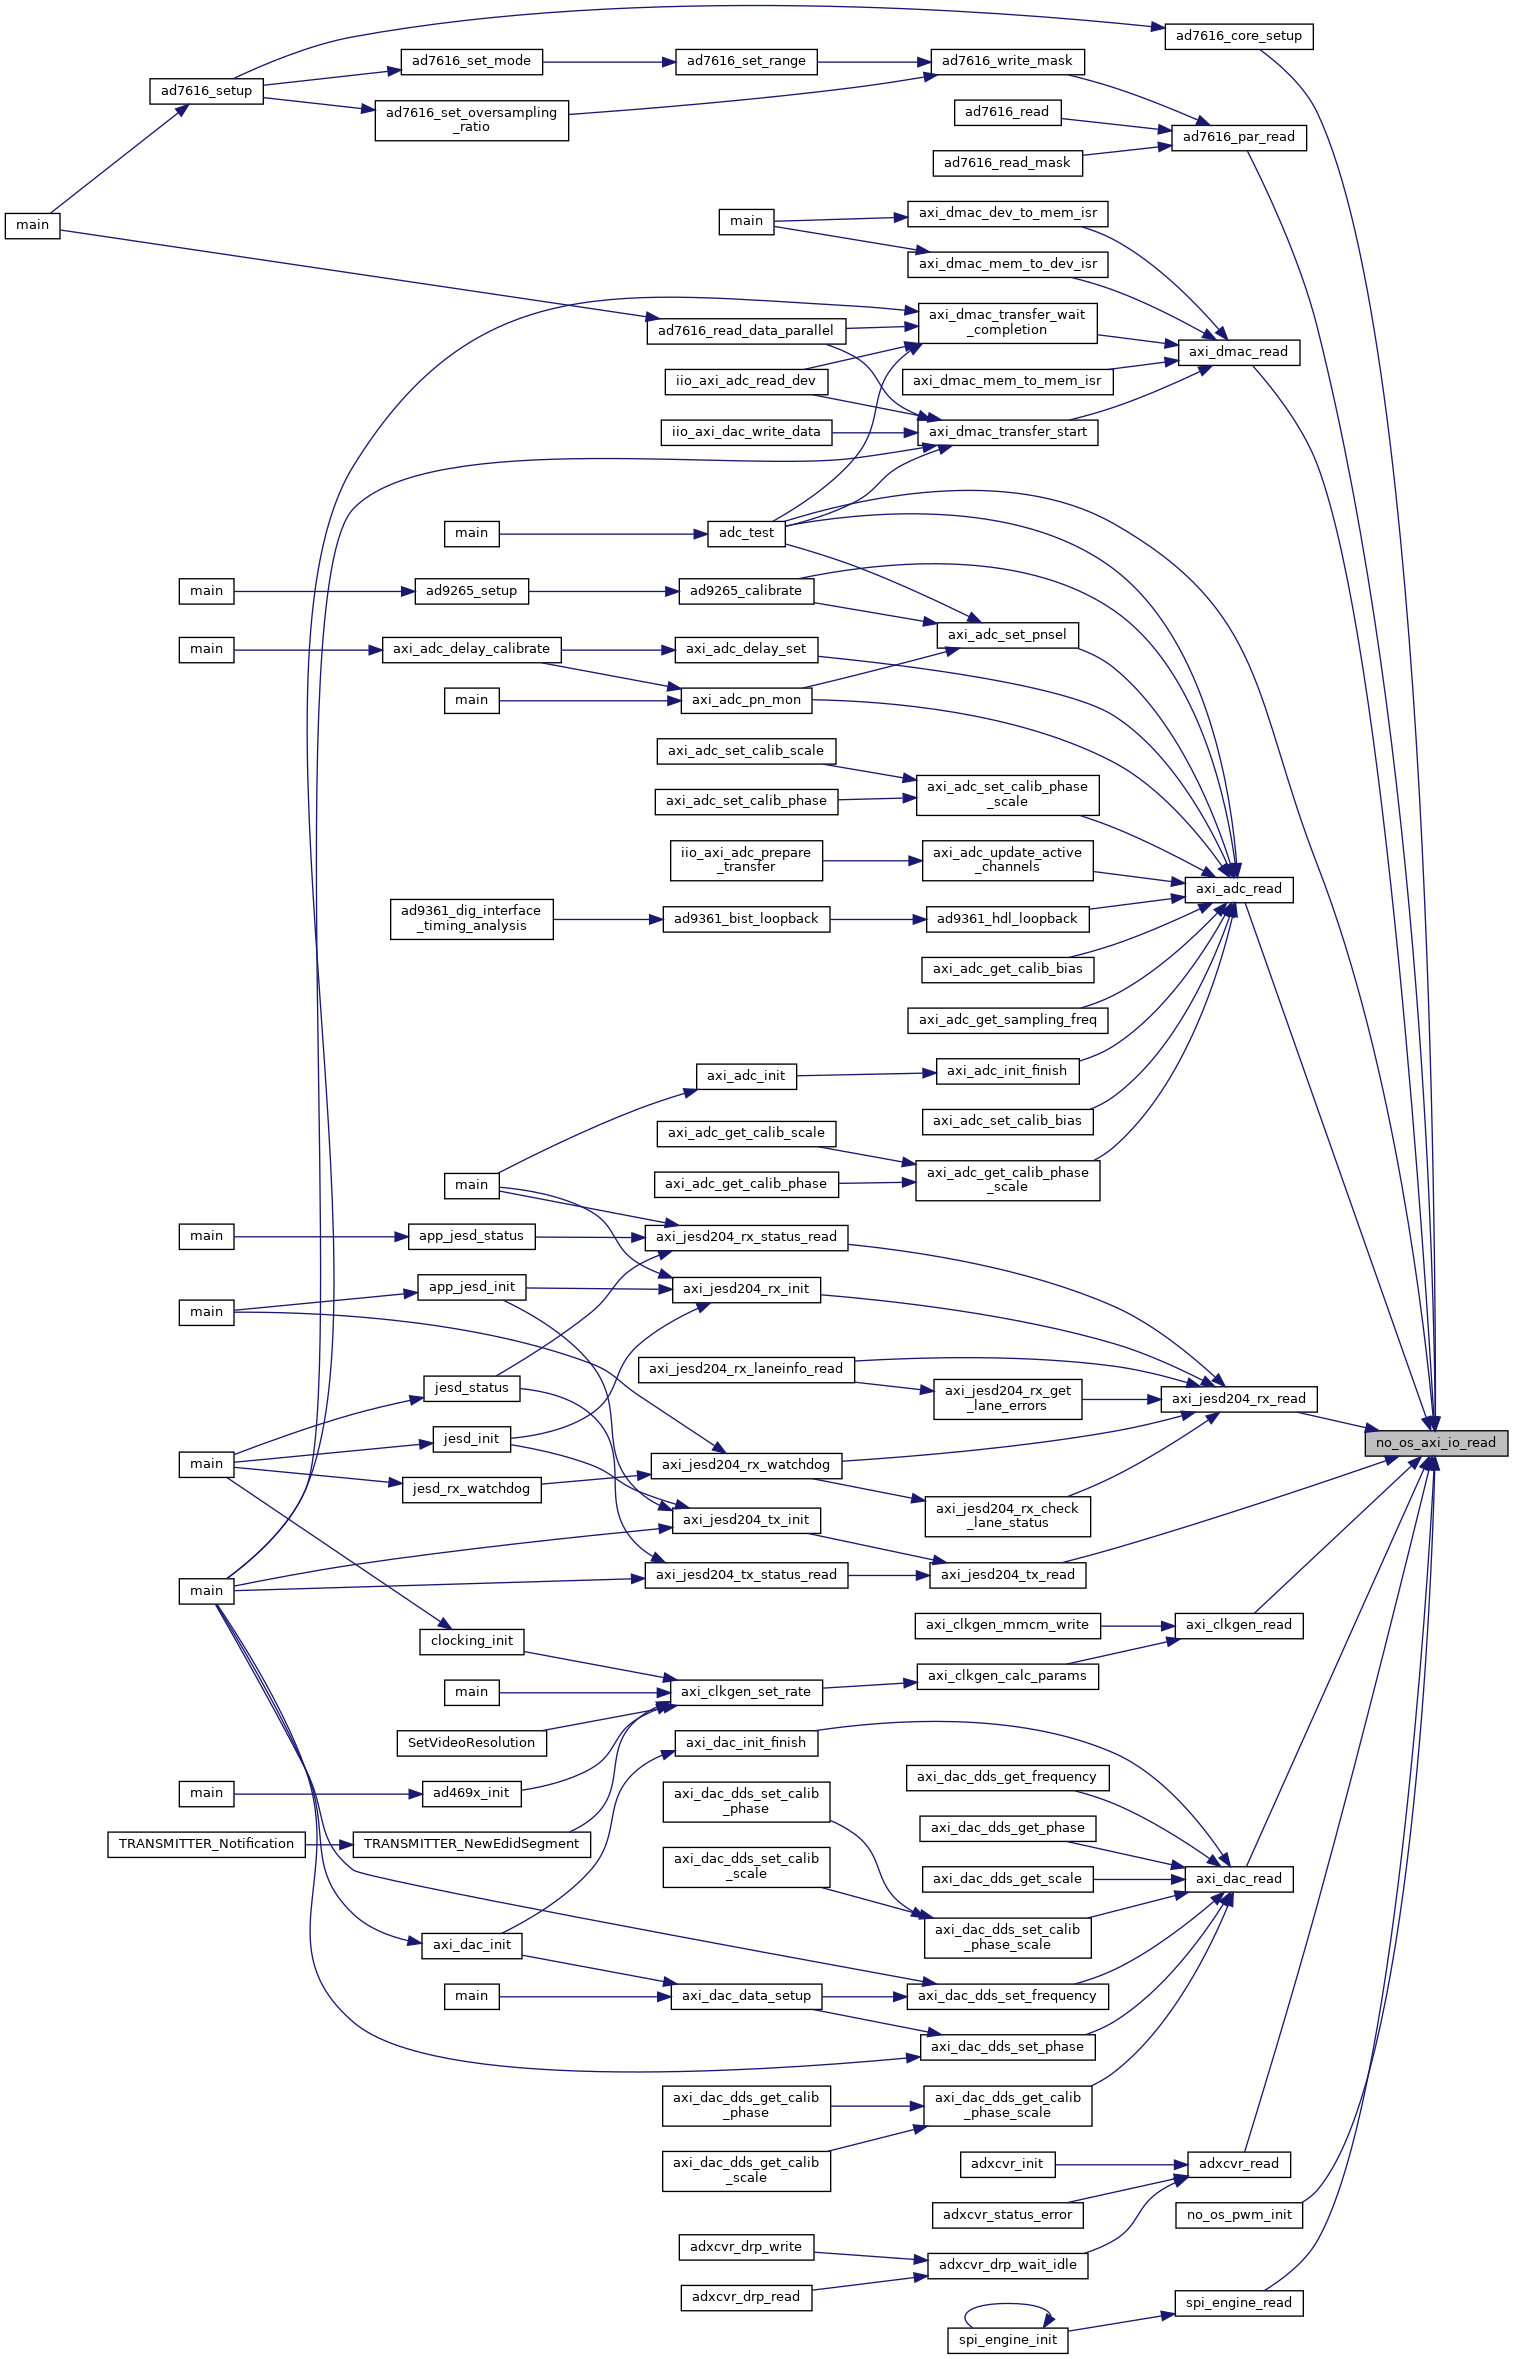 ad7616_core_setup
ad7616_set_mode
ad7616_set_range
ad7616_write_mask
ad7616_setup
ad7616_set_oversampling
_ratio
ad7616_read
ad7616_par_read
ad7616_read_mask
main
main
axi_dmac_dev_to_mem_isr
axi_dmac_mem_to_dev_isr
axi_dmac_transfer_wait
_completion
ad7616_read_data_parallel
axi_dmac_read
iio_axi_adc_read_dev
axi_dmac_mem_to_mem_isr
iio_axi_dac_write_data
axi_dmac_transfer_start
main
adc_test
main
ad9265_setup
ad9265_calibrate
axi_adc_set_pnsel
main
axi_adc_delay_calibrate
axi_adc_delay_set
main
axi_adc_pn_mon
axi_adc_set_calib_scale
axi_adc_set_calib_phase
_scale
axi_adc_set_calib_phase
iio_axi_adc_prepare
_transfer
axi_adc_update_active
_channels
axi_adc_read
ad9361_dig_interface
_timing_analysis
ad9361_bist_loopback
ad9361_hdl_loopback
axi_adc_get_calib_bias
axi_adc_get_sampling_freq
axi_adc_init
axi_adc_init_finish
axi_adc_set_calib_bias
axi_adc_get_calib_scale
axi_adc_get_calib_phase
_scale
main
axi_adc_get_calib_phase
main
app_jesd_status
axi_jesd204_rx_status_read
app_jesd_init
axi_jesd204_rx_init
main
axi_jesd204_rx_laneinfo_read
jesd_status
axi_jesd204_rx_get
_lane_errors
axi_jesd204_rx_read
jesd_init
no_os_axi_io_read
main
axi_jesd204_rx_watchdog
jesd_rx_watchdog
axi_jesd204_rx_check
_lane_status
axi_jesd204_tx_init
axi_jesd204_tx_status_read
axi_jesd204_tx_read
main
axi_clkgen_mmcm_write
axi_clkgen_read
clocking_init
axi_clkgen_calc_params
main
axi_clkgen_set_rate
SetVideoResolution
axi_dac_init_finish
axi_dac_dds_get_frequency
main
ad469x_init
axi_dac_dds_set_calib
_phase
axi_dac_dds_get_phase
TRANSMITTER_Notification
TRANSMITTER_NewEdidSegment
axi_dac_dds_set_calib
_scale
axi_dac_dds_get_scale
axi_dac_read
axi_dac_init
axi_dac_dds_set_calib
_phase_scale
main
axi_dac_data_setup
axi_dac_dds_set_frequency
axi_dac_dds_set_phase
axi_dac_dds_get_calib
_phase
axi_dac_dds_get_calib
_phase_scale
axi_dac_dds_get_calib
_scale
adxcvr_init
adxcvr_read
adxcvr_status_error
no_os_pwm_init
adxcvr_drp_write
adxcvr_drp_wait_idle
adxcvr_drp_read
spi_engine_read
spi_engine_init